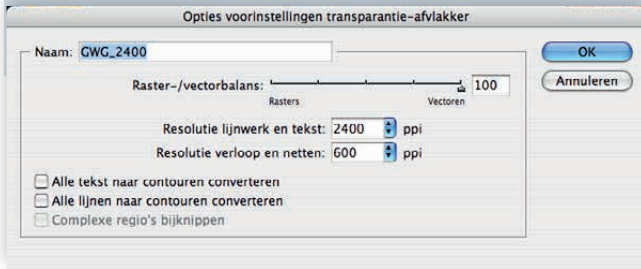 Opties voorinstellingen transparantie-afvlakker
Naam: GWG_2400
OK
Raster-/vectorbalans: 100
Annuleren
Rasters Vectoren
Resolutie lijnwerk en tekst: 2400 ppi
Resolutie verloop en netten: 600 ppi
Alle tekst naar contouren converteren
Alle lijnen naar contouren converteren
Complexe regio's bijknippen